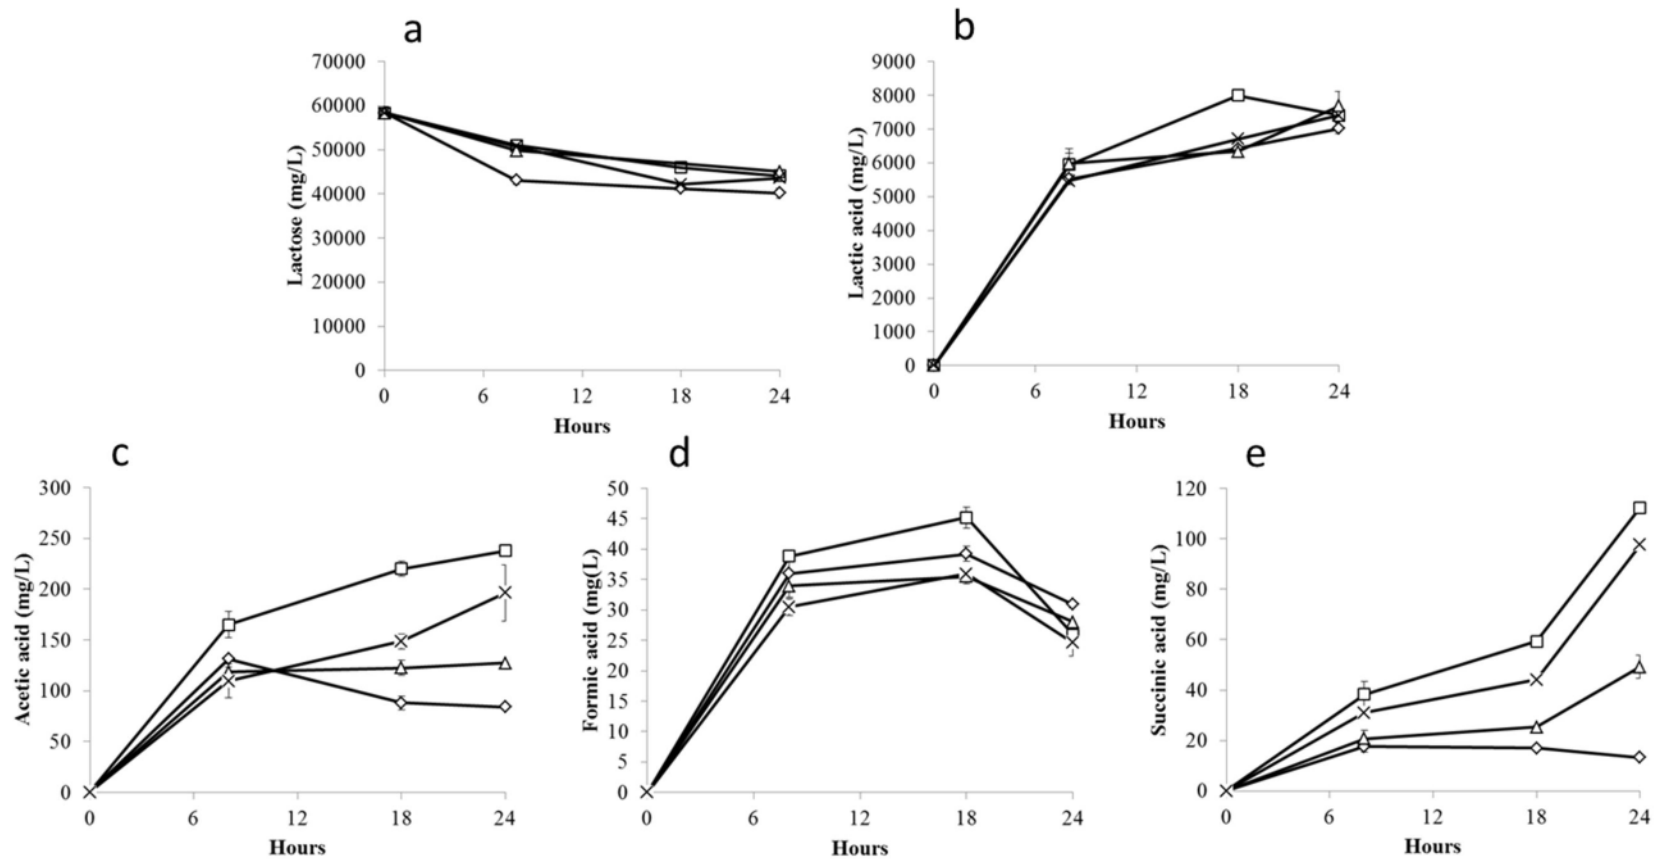 a
70000
60000
50000
40000
30000
20000
10000
0
Lactose (mg/L)
0 6 12 18 24
Hours
b
9000
8000
7000
6000
5000
4000
3000
2000
1000
0
Lactic acid (mg/L)
0 6 12 18 24
Hours
c
300
250
200
150
100
50
0
Acetic acid (mg/L)
0 6 12 18 24
Hours
d
50
45
40
35
30
25
20
15
10
5
0
Formic acid (mg(L)
0 6 12 18 24
Hours
e
120
100
80
60
40
20
0
Succinic acid (mg/L)
0 6 12 18 24
Hours